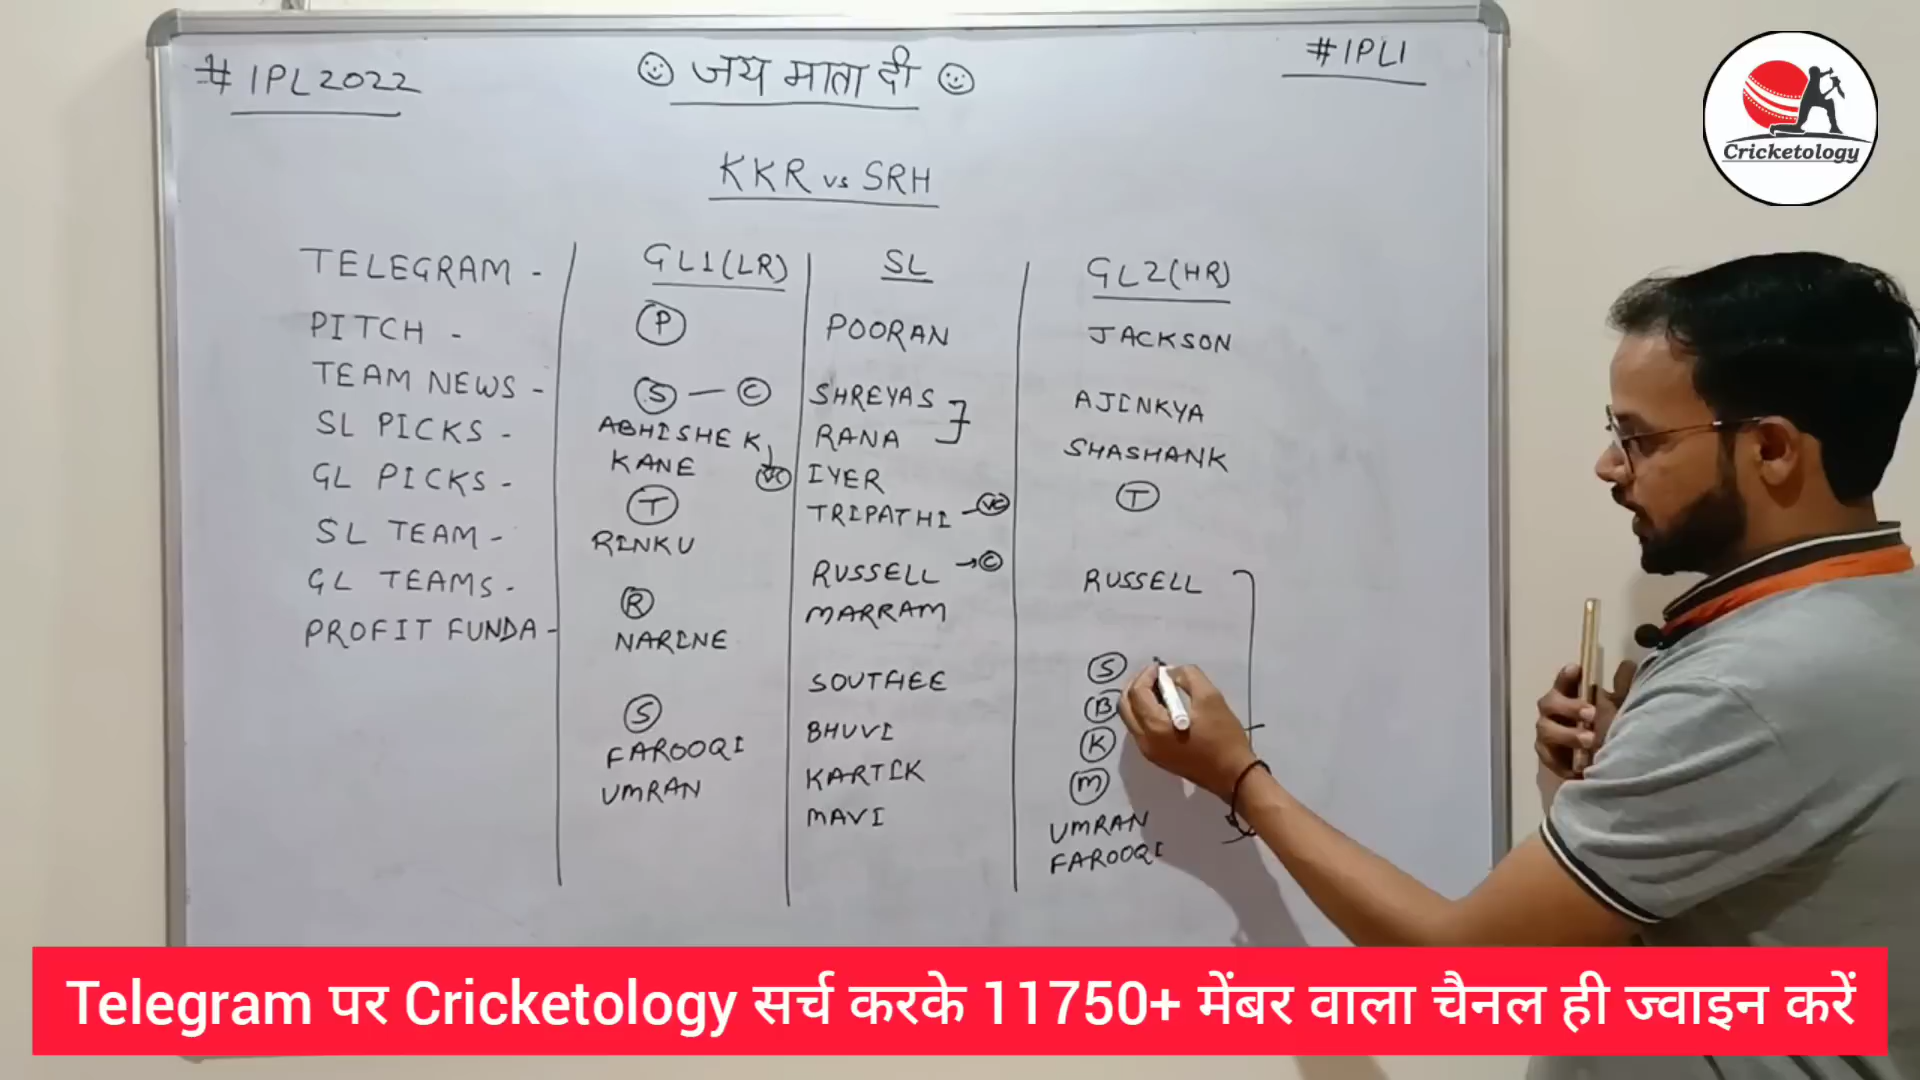 # IPL 2022
जय माता दी
#IPL1
Cricketology
KKR vs SRH
TELEGRAM -
PITCH -
TEAM NEWS -
SL PICKS -
GL PICKS -
SL TEAM -
GL TEAMS -
PROFIT FUNDA -
GL1(LR)
P
S — C
ABHISHEK
KANE
VC
T
RINKU
R
NARINE
S
FAROOQI
UMRAN
SL
POORAN
SHREYAS
RANA
IYER
TRIPATHI - VC
RUSSELL → C
MARRAM
SOUTHEE
BHUVI
KARTIK
MAVI
GL2(HR)
JACKSON
AJINKYA
SHASHANK
T
RUSSELL
S
B
K
M
UMRAN
FAROOQI
Telegram पर Cricketology सर्च करके 11750+ मेंबर वाला चैनल ही ज्वाइन करें